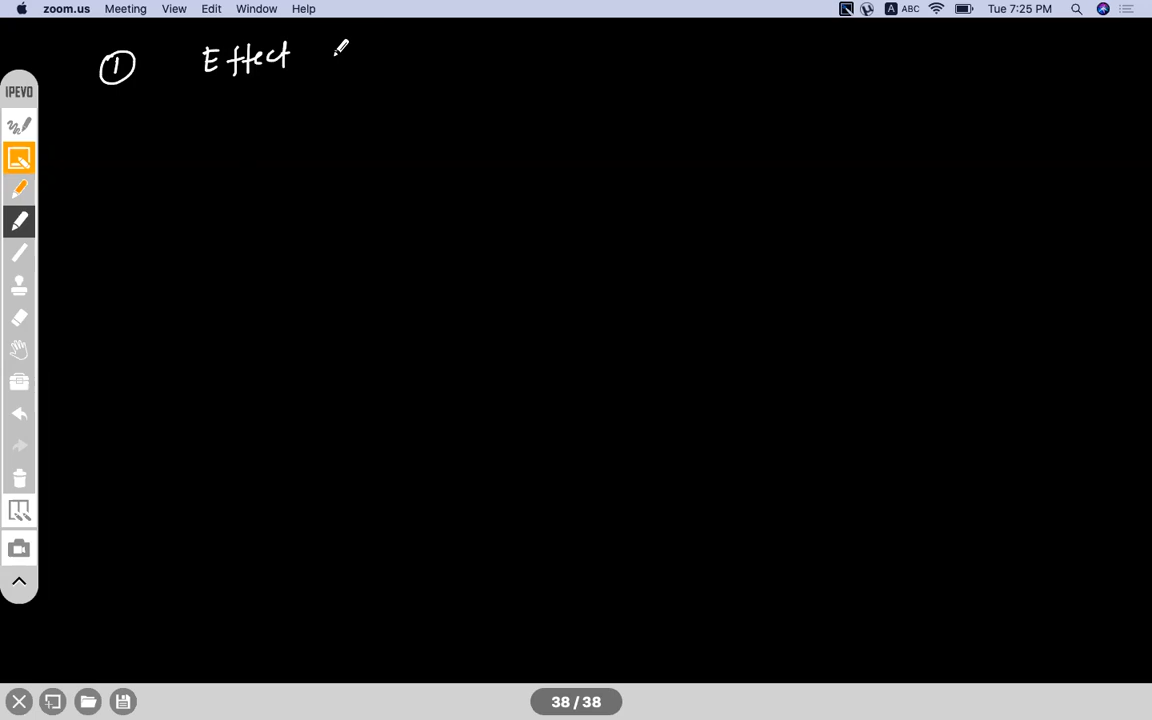 zoom.us Meeting View Edit Window Help ABC Tue 7:25 PM
① Effect
IPEVO
38 / 38